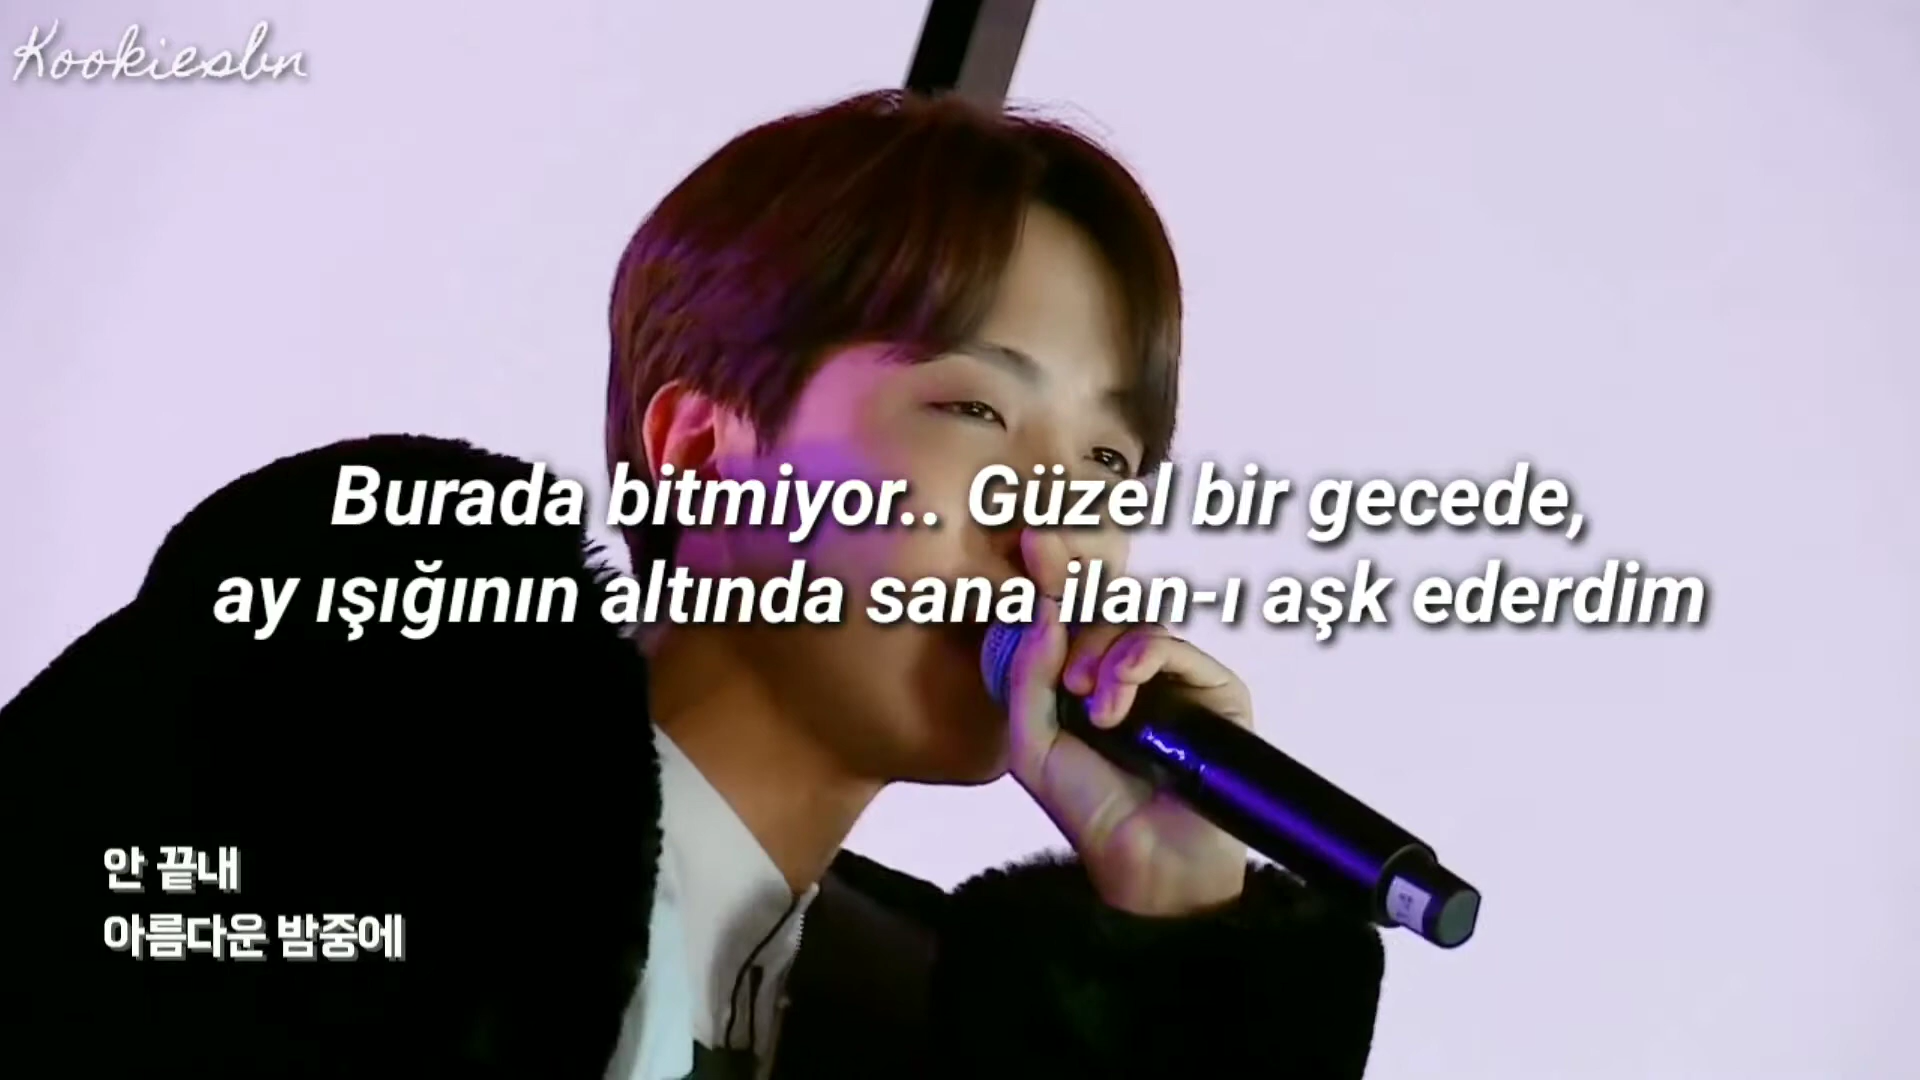 Kookiesbn
Burada bitmiyor.. Güzel bir gecede,
ay ışığının altında sana ilan-ı aşk ederdim
안 끝내
아름다운 밤중에